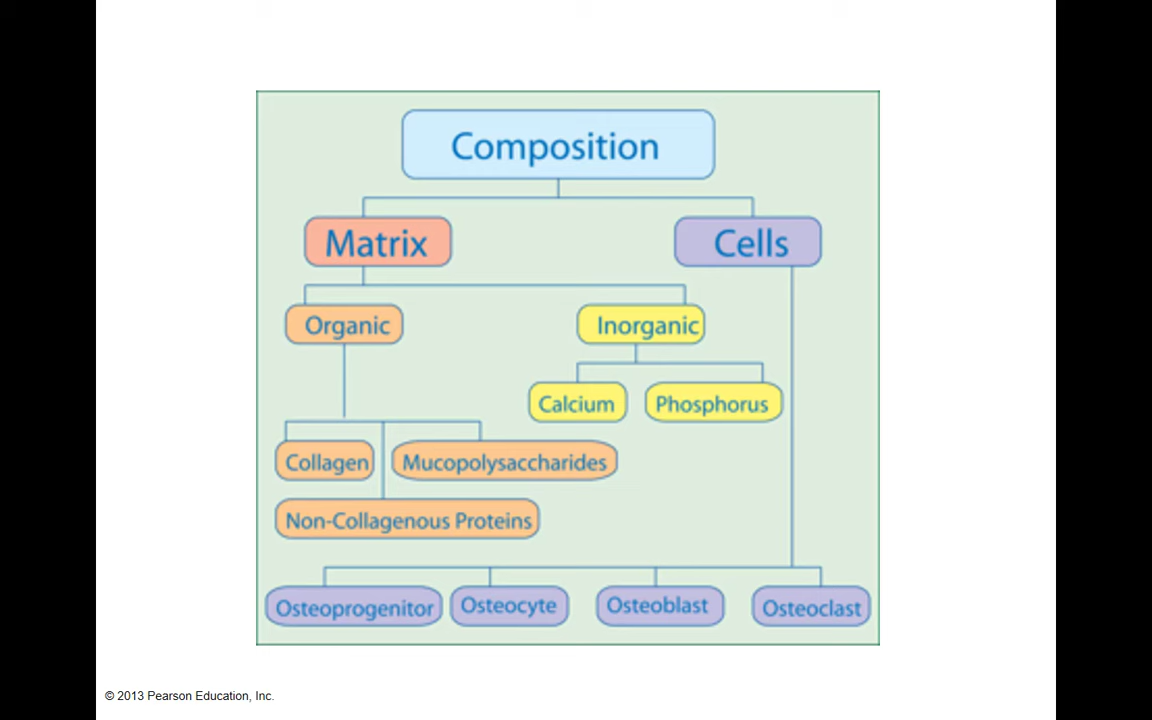 Composition
Matrix
Cells
Organic
Inorganic
Calcium
Phosphorus
Collagen
Mucopolysaccharides
Non-Collagenous Proteins
Osteoprogenitor
Osteocyte
Osteoblast
Osteoclast
© 2013 Pearson Education, Inc.